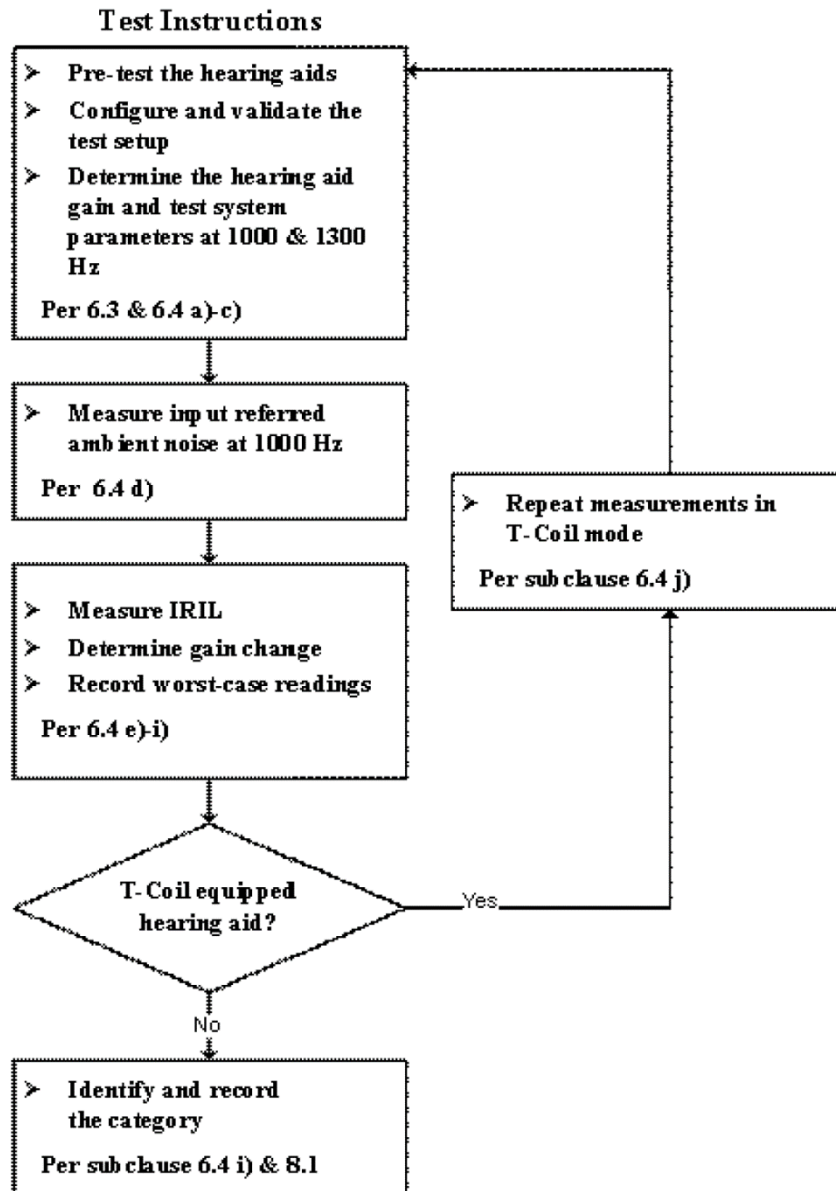 Test Instructions
➢ Pre-test the hearing aids
➢ Configure and validate the
test setup
➢ Determine the hearing aid
gain and test system
parameters at 1000 & 1300
Hz
Per 6.3 & 6.4 a)-c)
➢ Measure input referred
ambient noise at 1000 Hz
Per 6.4 d)
➢ Measure IRIL
➢ Determine gain change
➢ Record worst-case readings
Per 6.4 e)-i)
T-Coil equipped
hearing aid?
Yes
➢ Repeat measurements in
T-Coil mode
Per subclause 6.4 j)
No
➢ Identify and record
the category
Per subclause 6.4 i) & 8.1